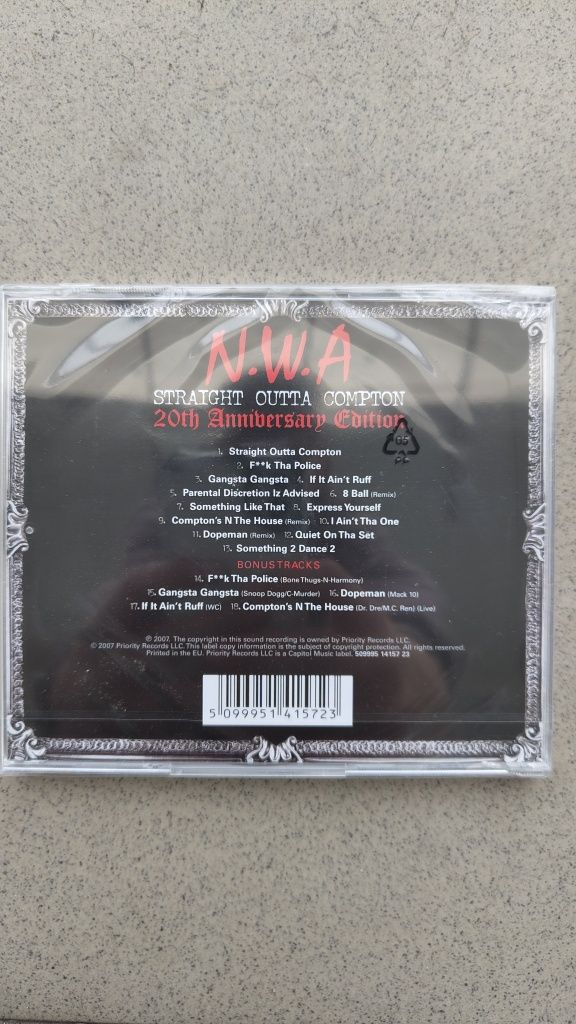 N.W.A
STRAIGHT OUTTA COMPTON
20th Anniversary Edition
1. Straight Outta Compton
2. F**k Tha Police
3. Gangsta Gangsta 4. If It Ain't Ruff
5. Parental Discretion Iz Advised 6. 8 Ball (Remix)
7. Something Like That 8. Express Yourself
9. Compton's N The House (Remix) 10. I Ain't Tha One
11. Dopeman (Remix) 12. Quiet On Tha Set
13. Something 2 Dance 2
BONUS TRACKS
14. F**k Tha Police (Bone Thugs-N-Harmony)
15. Gangsta Gangsta (Snoop Dogg/C-Murder) 16. Dopeman (Mack 10)
17. If It Ain't Ruff (WC) 18. Compton's N The House (Dr. Dre/M.C. Ren) (Live)
℗ 2007. The copyright in this sound recording is owned by Priority Records LLC.
© 2007 Priority Records LLC. This label copy information is the subject of copyright protection. All rights reserved.
Printed in the EU. Priority Records LLC is a Capitol Music label. 509995 14157 23
5 099951 415723